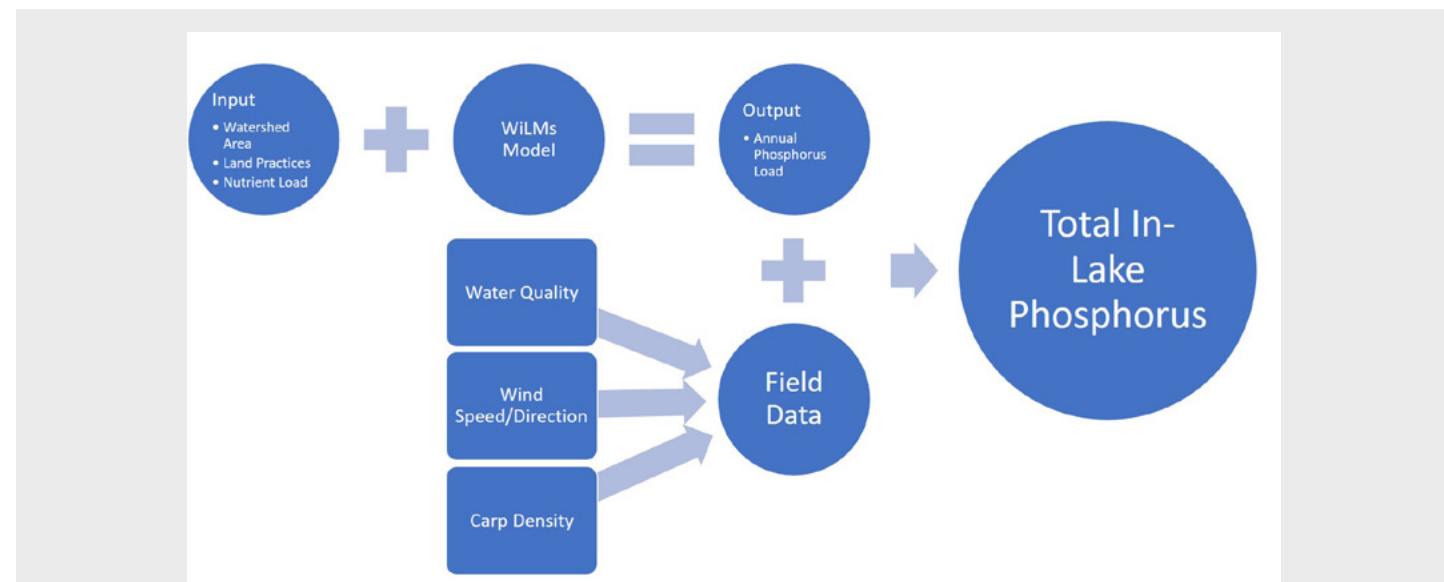 Input
• Watershed
Area
• Land Practices
• Nutrient Load
WiLMs
Model
Output
• Annual
Phosphorus
Load
Total In-
Lake
Phosphorus
Water Quality
Wind
Speed/Direction
Carp Density
Field
Data